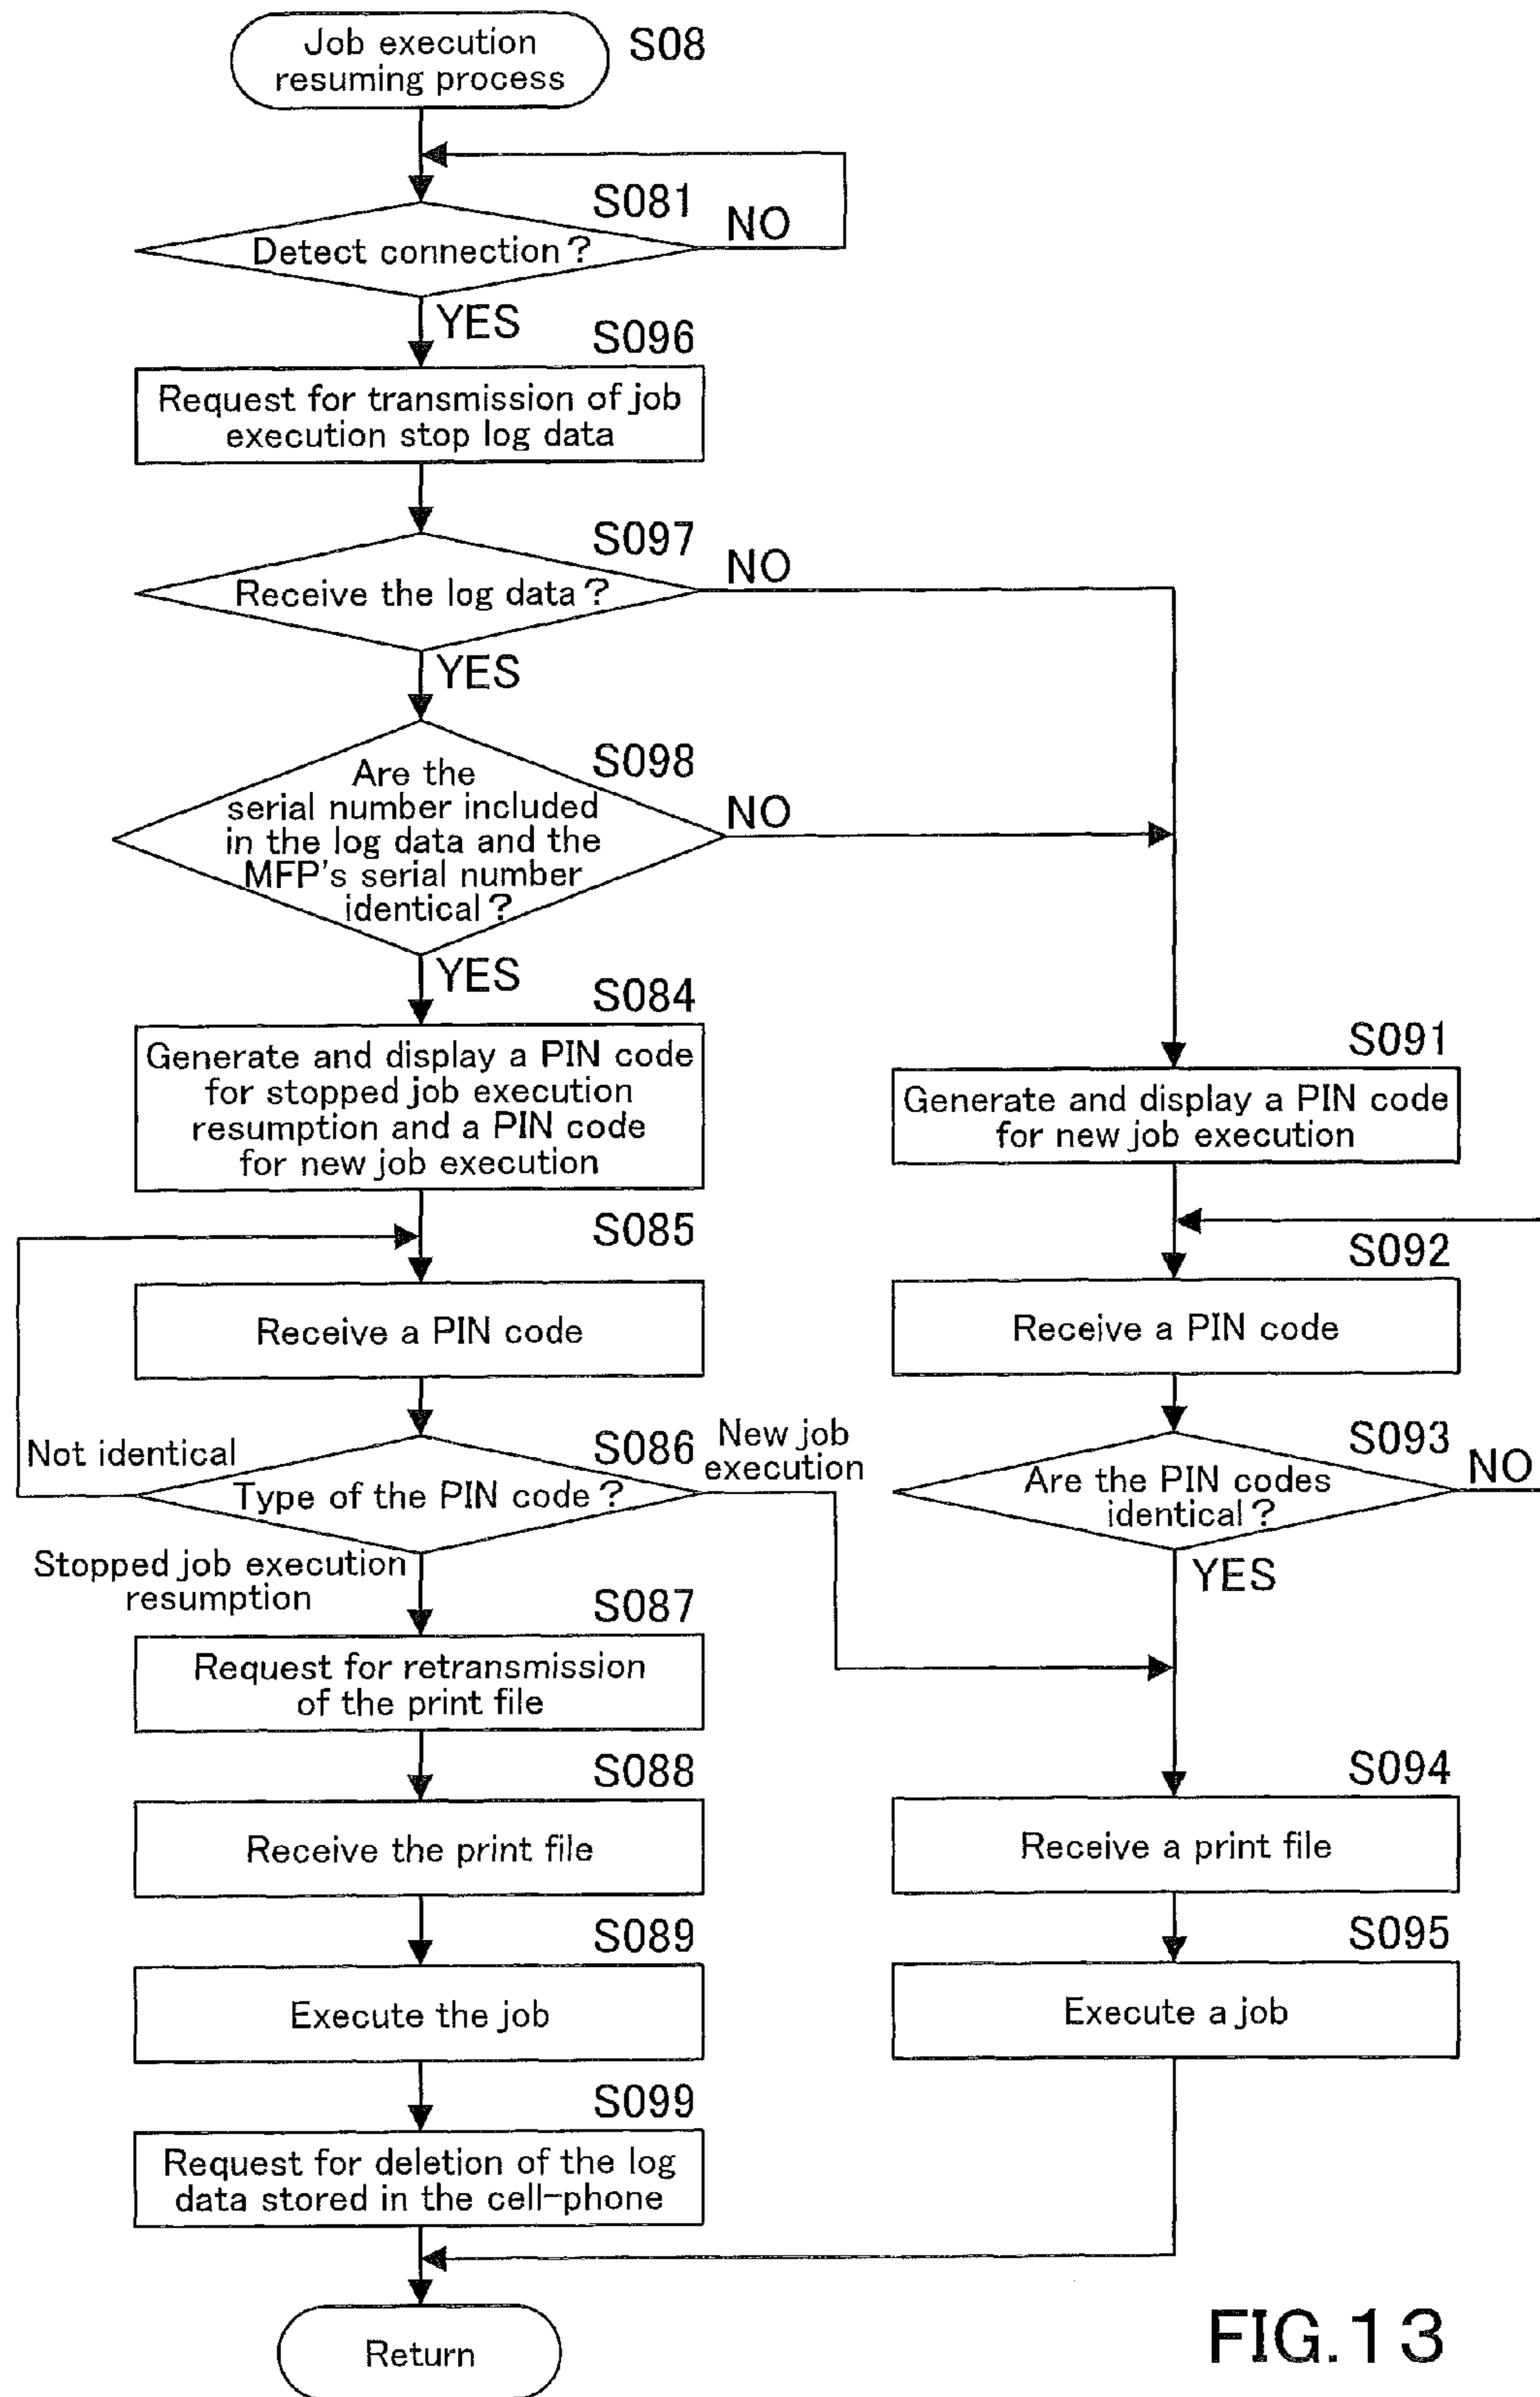 Job execution
resuming process
S08
S081
NO
Detect connection?
YES
S096
Request for transmission of job
execution stop log data
S097
NO
Receive the log data?
YES
S098
Are the
serial number included
in the log data and the
MFP's serial number
identical?
NO
YES
S084
Generate and display a PIN code
for stopped job execution
resumption and a PIN code
for new job execution
S091
Generate and display a PIN code
for new job execution
S085
Receive a PIN code
S092
Receive a PIN code
Not identical
S086
New job
execution
Type of the PIN code?
Stopped job execution
resumption
S093
NO
Are the PIN codes
identical?
YES
S087
Request for retransmission
of the print file
S088
Receive the print file
S094
Receive a print file
S089
Execute the job
S095
Execute a job
S099
Request for deletion of the log
data stored in the cell-phone
Return
FIG.13